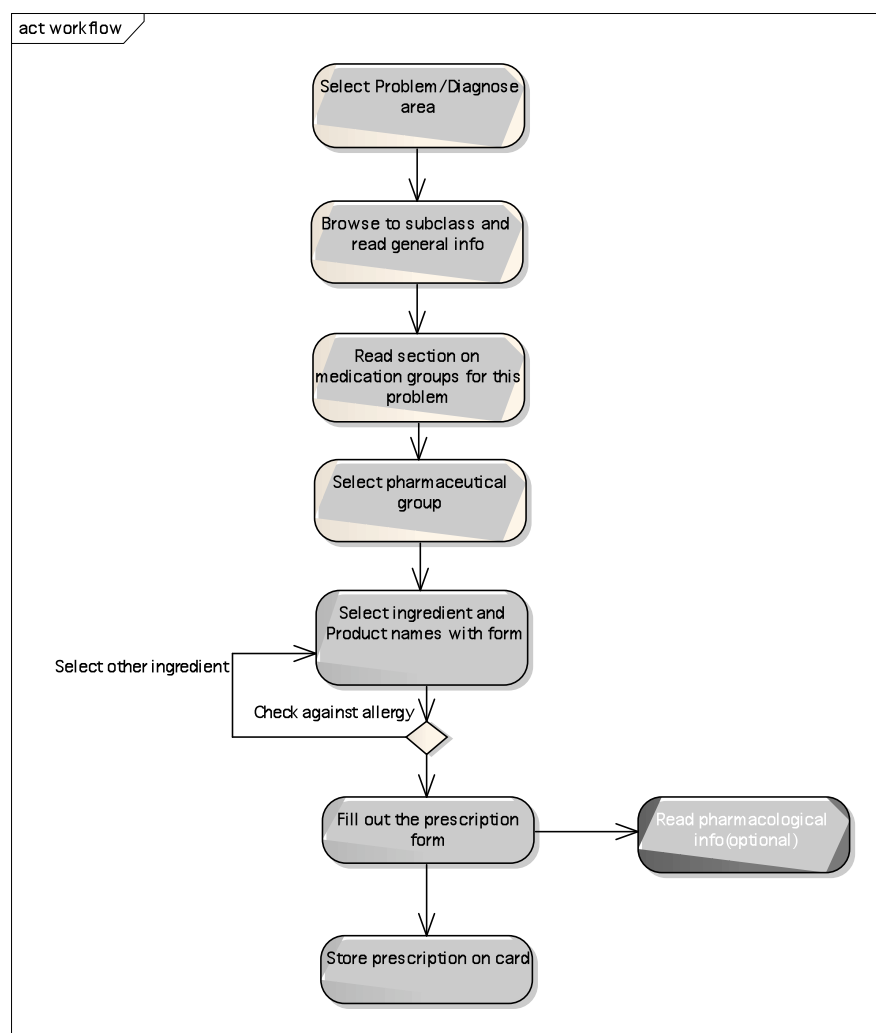 act workflow
Select Problem/Diagnose
area
Browse to subclass and
read general info
Read section on
medication groups for this
problem
Select pharmaceutical
group
Select ingredient and
Product names with form
Select other ingredient
Check against allergy
Fill out the prescription
form
Read pharmacological
info(optional)
Store prescription on card